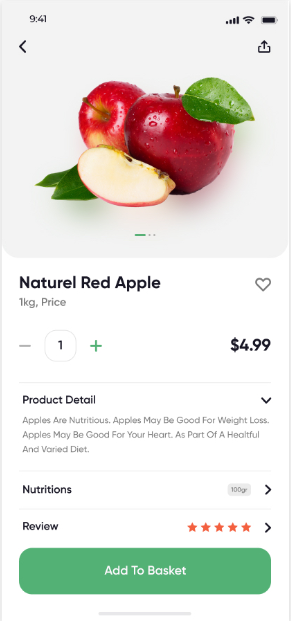 9:41
Naturel Red Apple
1kg, Price
1
$4.99
Product Detail
Apples Are Nutritious. Apples May Be Good For Weight Loss.
Apples May Be Good For Your Heart. As Part Of A Healtful
And Varied Diet.
Nutritions
100gr
Review
Add To Basket